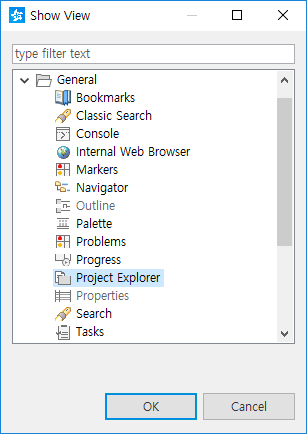 Show View
type filter text
General
Bookmarks
Classic Search
Console
Internal Web Browser
Markers
Navigator
Outline
Palette
Problems
Progress
Project Explorer
Properties
Search
Tasks
OK
Cancel